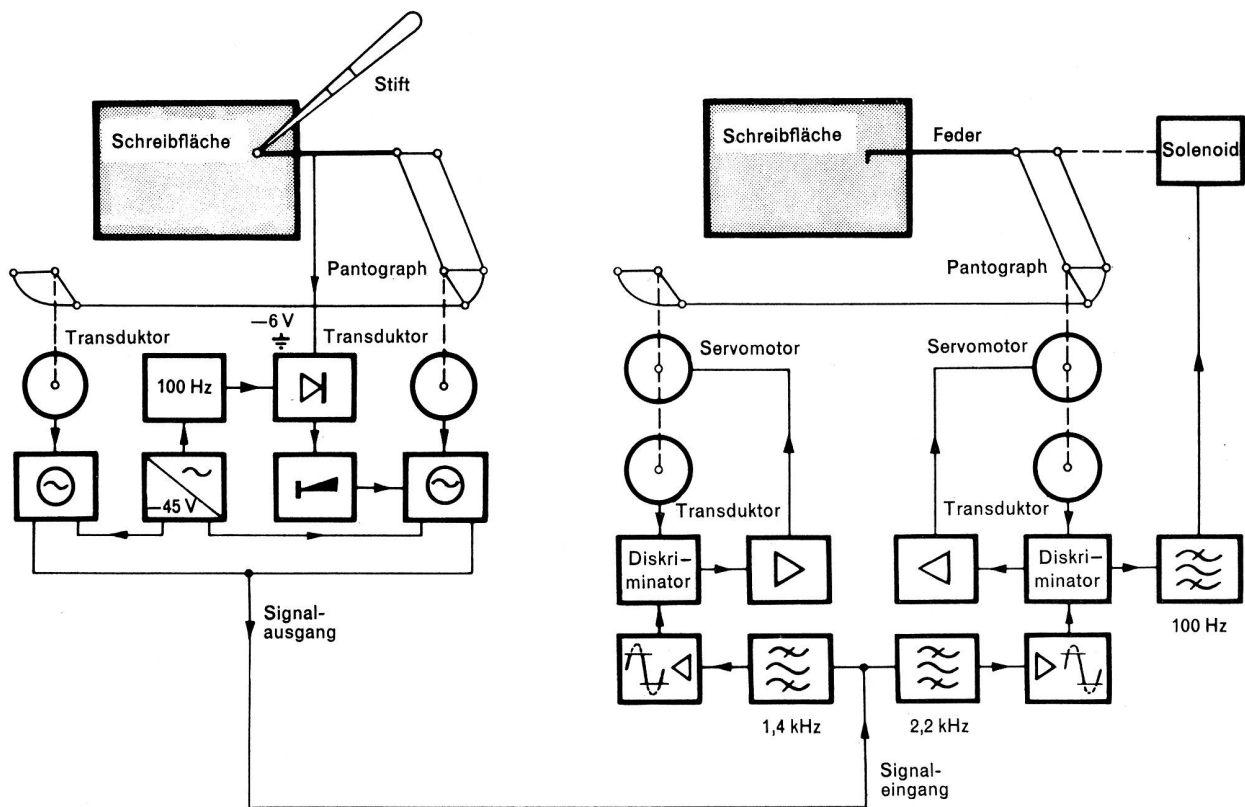 Stift
Schreibfläche
Pantograph
Transduktor
—6 V
Transduktor
100 Hz
—45 V
Signal-
ausgang
Schreibfläche
Feder
Solenoid
Pantograph
Servomotor
Servomotor
Transduktor
Transduktor
Diskri-
minator
Diskri-
minator
100 Hz
1,4 kHz
2,2 kHz
Signal-
eingang